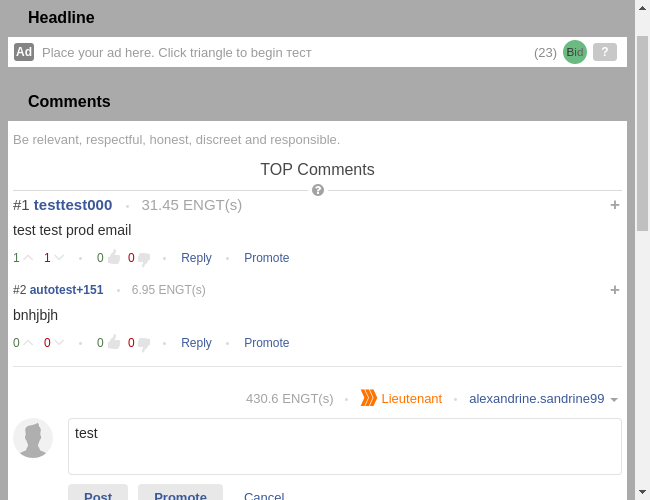 Headline
Ad Place your ad here. Click triangle to begin тест (23) Bid ?
Comments
Be relevant, respectful, honest, discreet and responsible.
TOP Comments
?
#1 testtest000 • 31.45 ENGT(s) +
test test prod email
1 1 • 0 0 • Reply • Promote
#2 autotest+151 • 6.95 ENGT(s) +
bnhjbjh
0 0 • 0 0 • Reply • Promote
430.6 ENGT(s) • Lieutenant • alexandrine.sandrine99
test
Post Promote Cancel